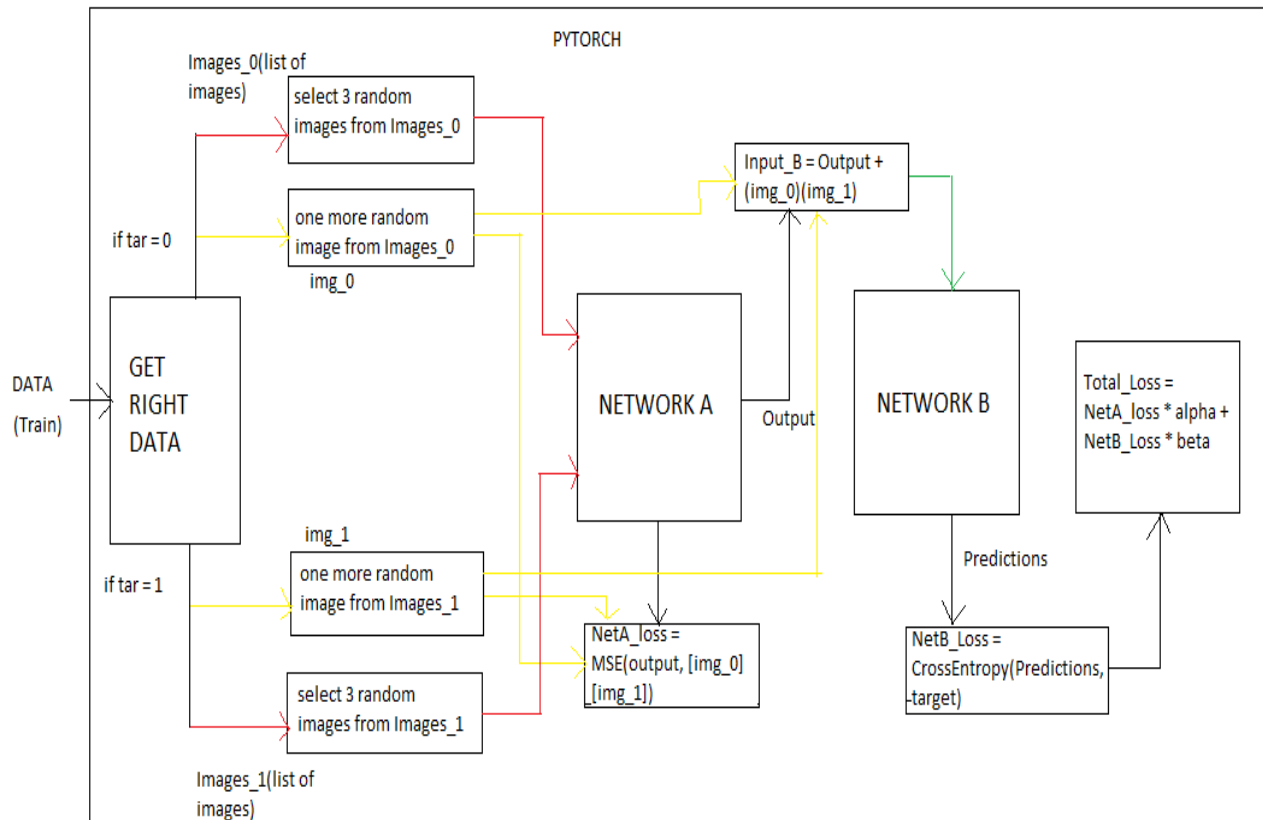 PYTORCH
Images_0(list of
images)
select 3 random
images from Images_0
one more random
image from Images_0
img_0
if tar = 0
GET
RIGHT
DATA
DATA
(Train)
if tar = 1
img_1
one more random
image from Images_1
select 3 random
images from Images_1
Images_1(list of
images)
NETWORK A
Output
NetA_loss =
MSE(output, [img_0]
_[img_1])
Input_B = Output +
(img_0)(img_1)
NETWORK B
Predictions
NetB_Loss =
CrossEntropy(Predictions,
target)
Total_Loss =
NetA_loss * alpha +
NetB_Loss * beta